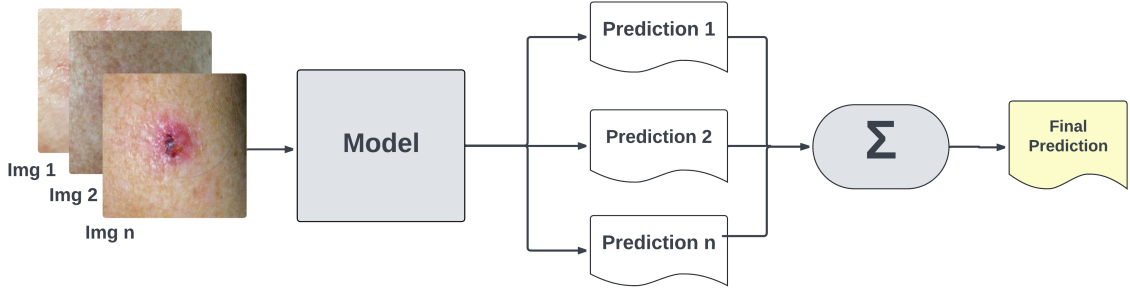 Img 1
Img 2
Img n
Model
Prediction 1
Prediction 2
Prediction n
Σ
Final
Prediction